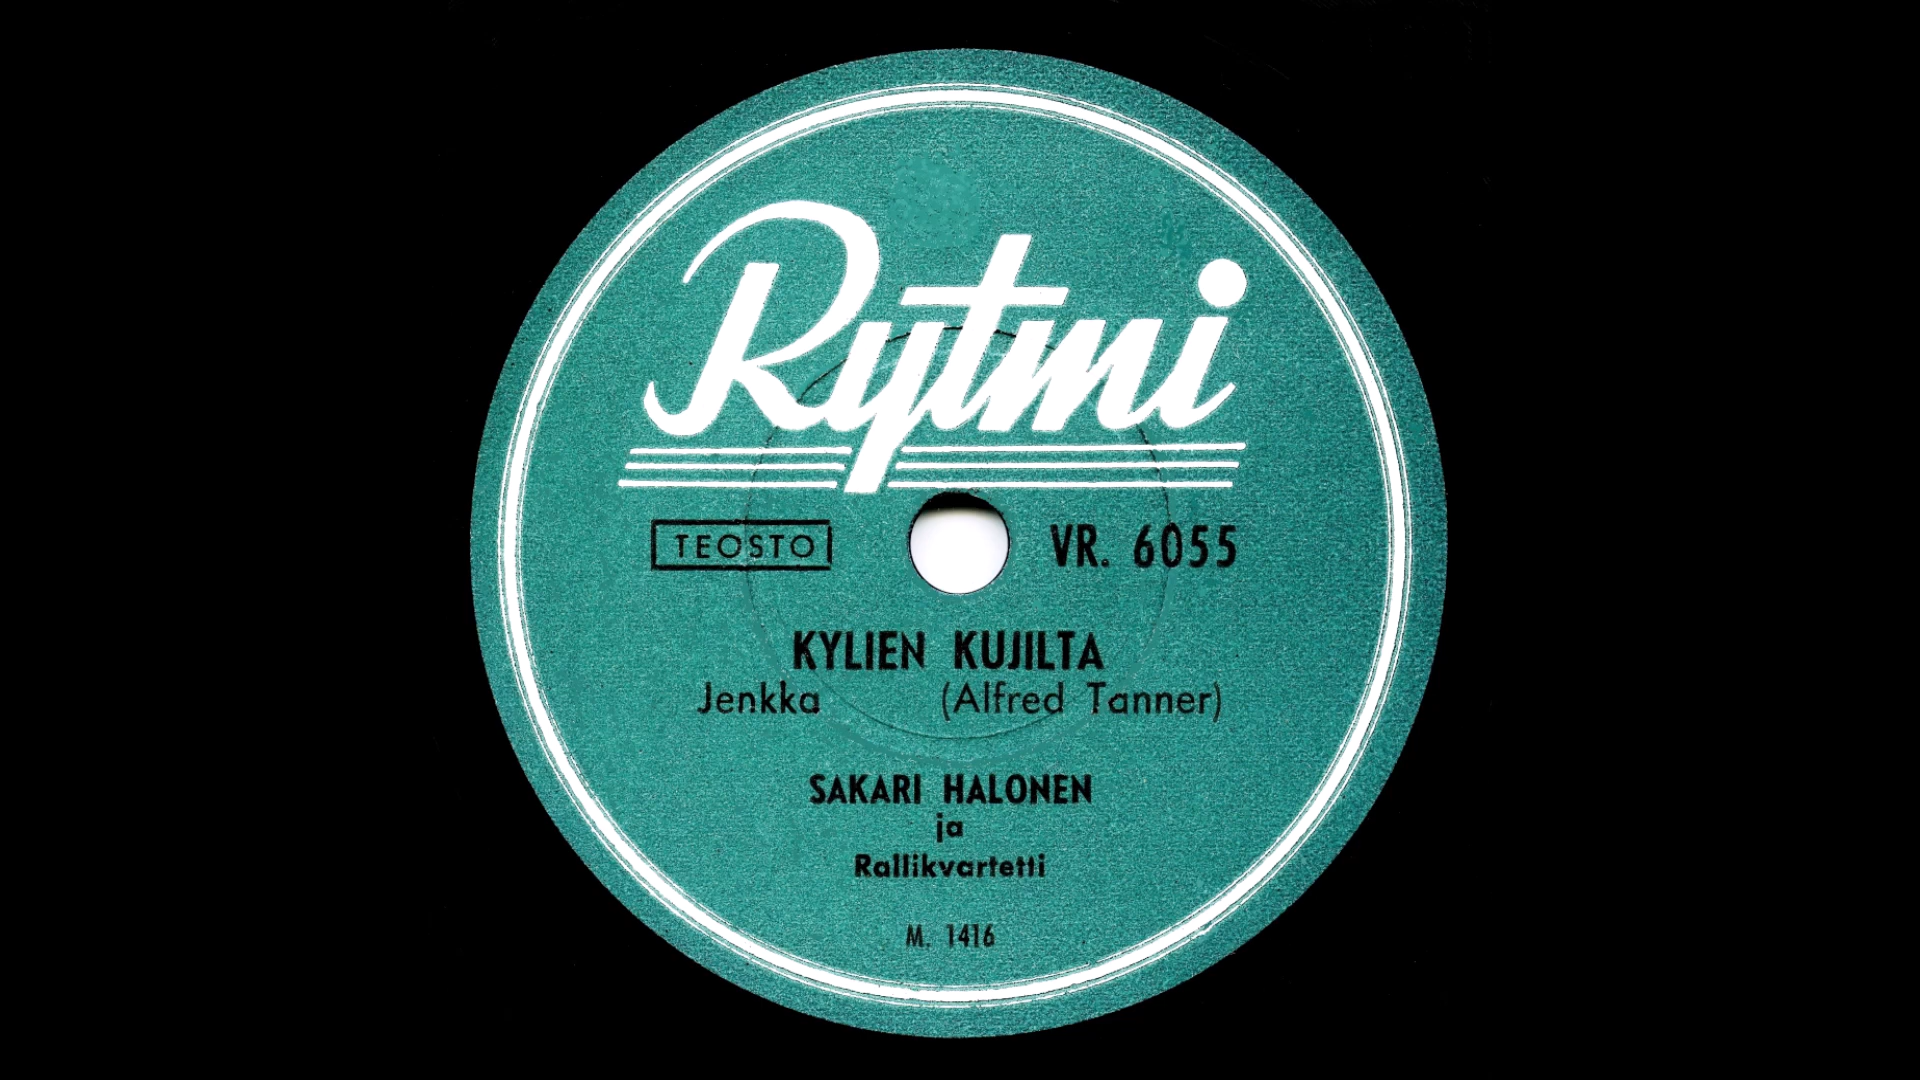 Rytmi
TEOSTO
VR. 6055
KYLIEN KUJILTA
Jenkka (Alfred Tanner)
SAKARI HALONEN
ja
Rallikvartetti
M. 1416